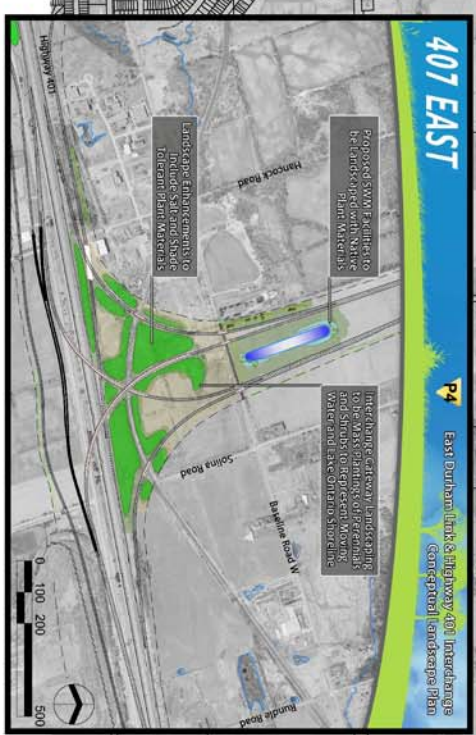 407 EAST
P4
East Durham Link & Highway 401 Interchange
Conceptual Landscape Plan
Proposed SWM Facilities to
be Landscaped with Native
Plant Materials
Interchange Gateway Landscaping
to be Mass Plantings of Perennials
and Shrubs to Represent Moving
Water and Lake Ontario Shoreline
Landscape Enhancements to
Include Salt and Shade
Tolerant Plant Materials
Hancock Road
Solina Road
Baseline Road W
Rundle Road
Highway 401
0 100 200 500